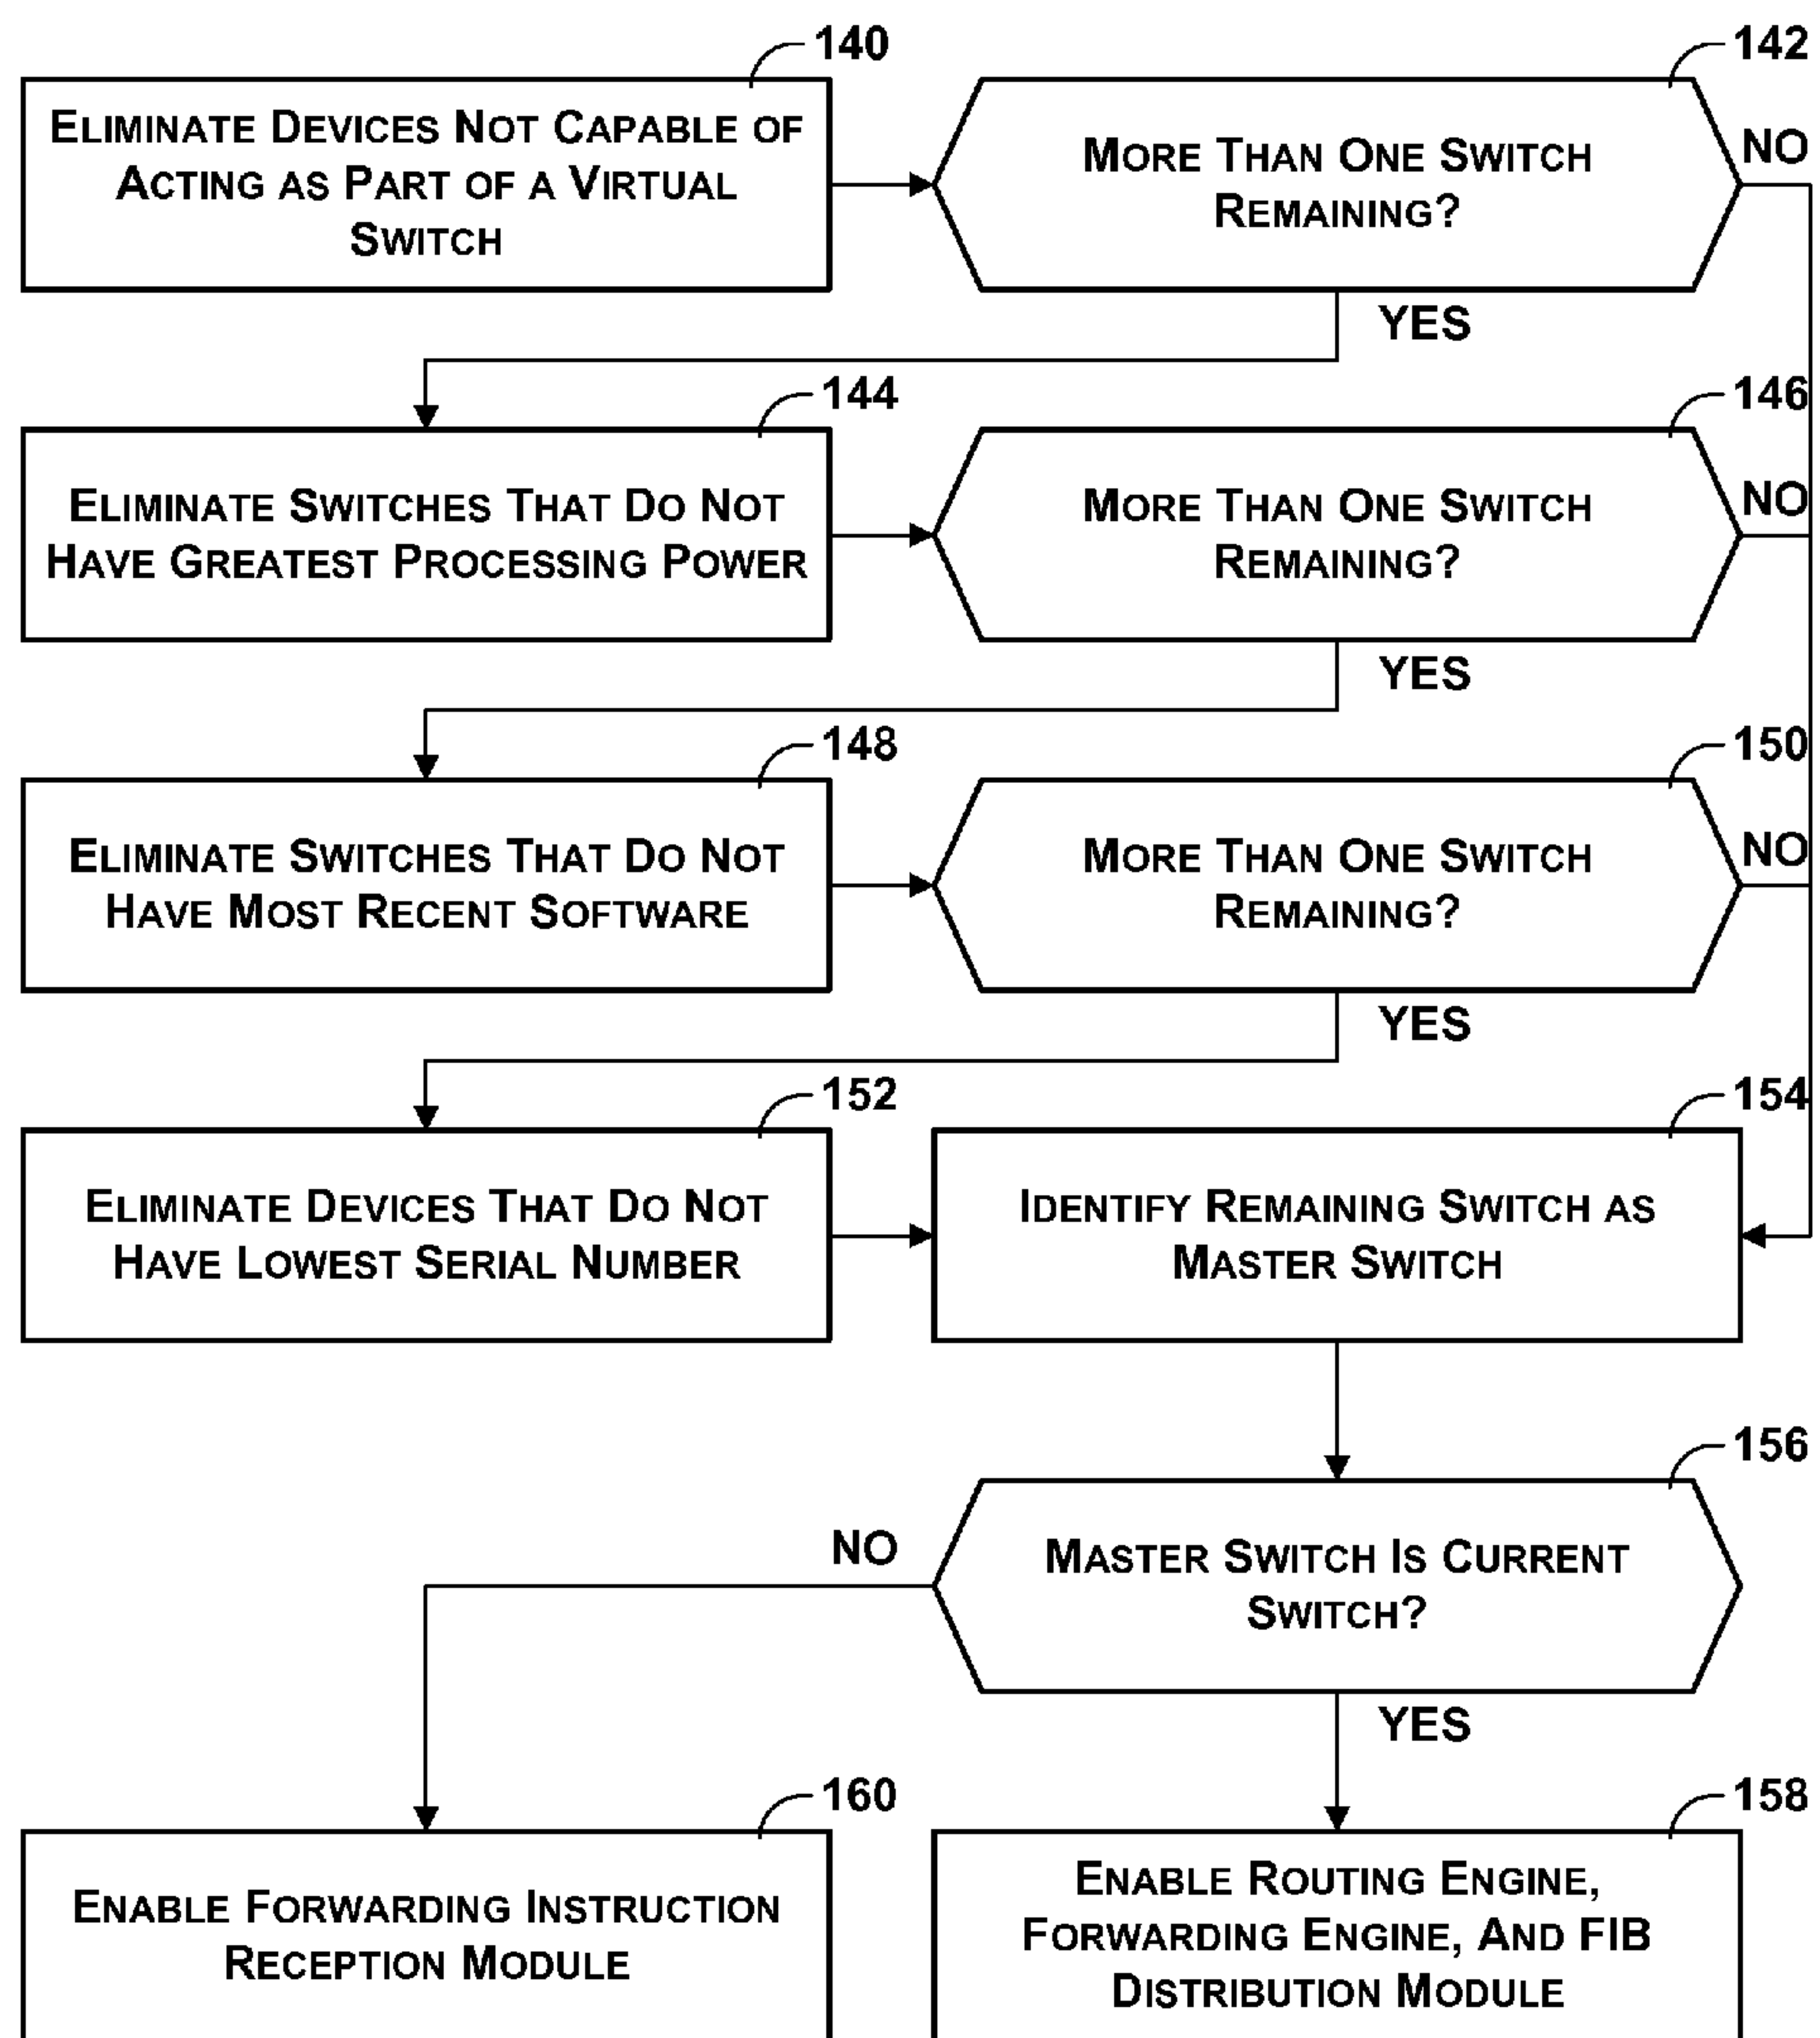 140
ELIMINATE DEVICES NOT CAPABLE OF
ACTING AS PART OF A VIRTUAL
SWITCH
142
MORE THAN ONE SWITCH
REMAINING?
NO
YES
144
ELIMINATE SWITCHES THAT DO NOT
HAVE GREATEST PROCESSING POWER
146
MORE THAN ONE SWITCH
REMAINING?
NO
YES
148
ELIMINATE SWITCHES THAT DO NOT
HAVE MOST RECENT SOFTWARE
150
MORE THAN ONE SWITCH
REMAINING?
NO
YES
152
ELIMINATE DEVICES THAT DO NOT
HAVE LOWEST SERIAL NUMBER
154
IDENTIFY REMAINING SWITCH AS
MASTER SWITCH
156
MASTER SWITCH IS CURRENT
SWITCH?
NO
YES
160
ENABLE FORWARDING INSTRUCTION
RECEPTION MODULE
158
ENABLE ROUTING ENGINE,
FORWARDING ENGINE, AND FIB
DISTRIBUTION MODULE